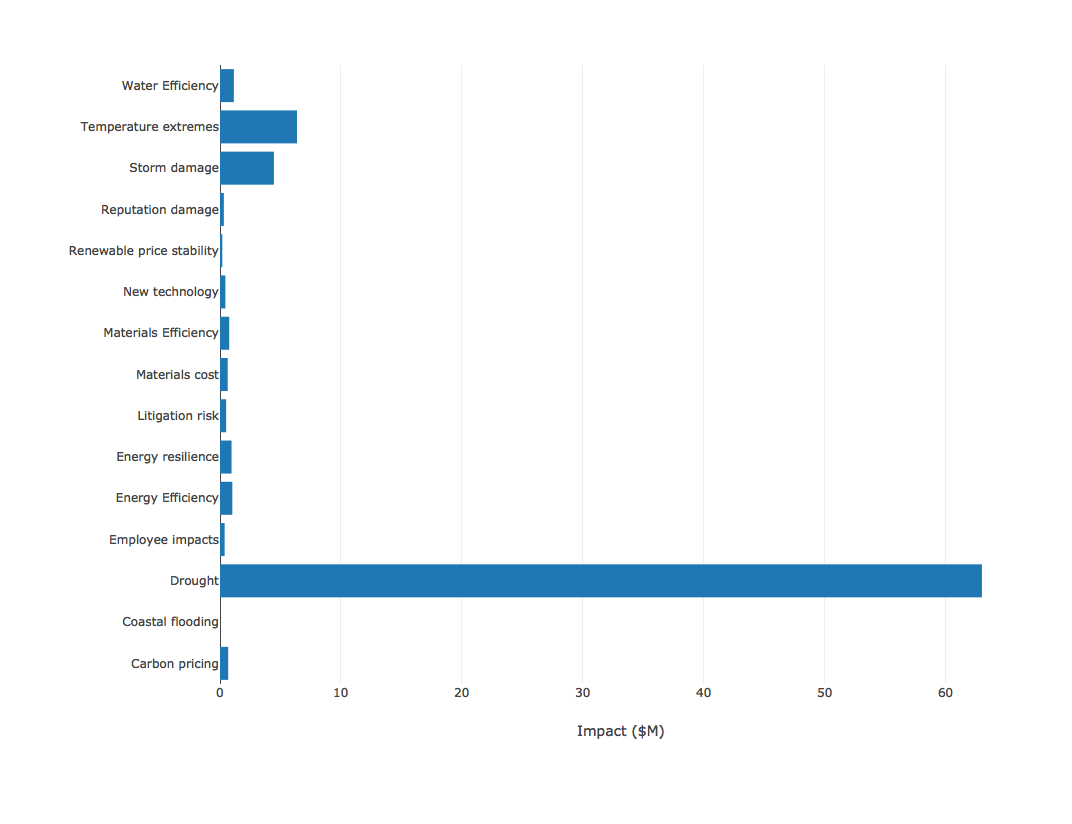 Water Efficiency
Temperature extremes
Storm damage
Reputation damage
Renewable price stability
New technology
Materials Efficiency
Materials cost
Litigation risk
Energy resilience
Energy Efficiency
Employee impacts
Drought
Coastal flooding
Carbon pricing
0 10 20 30 40 50 60
Impact ($M)